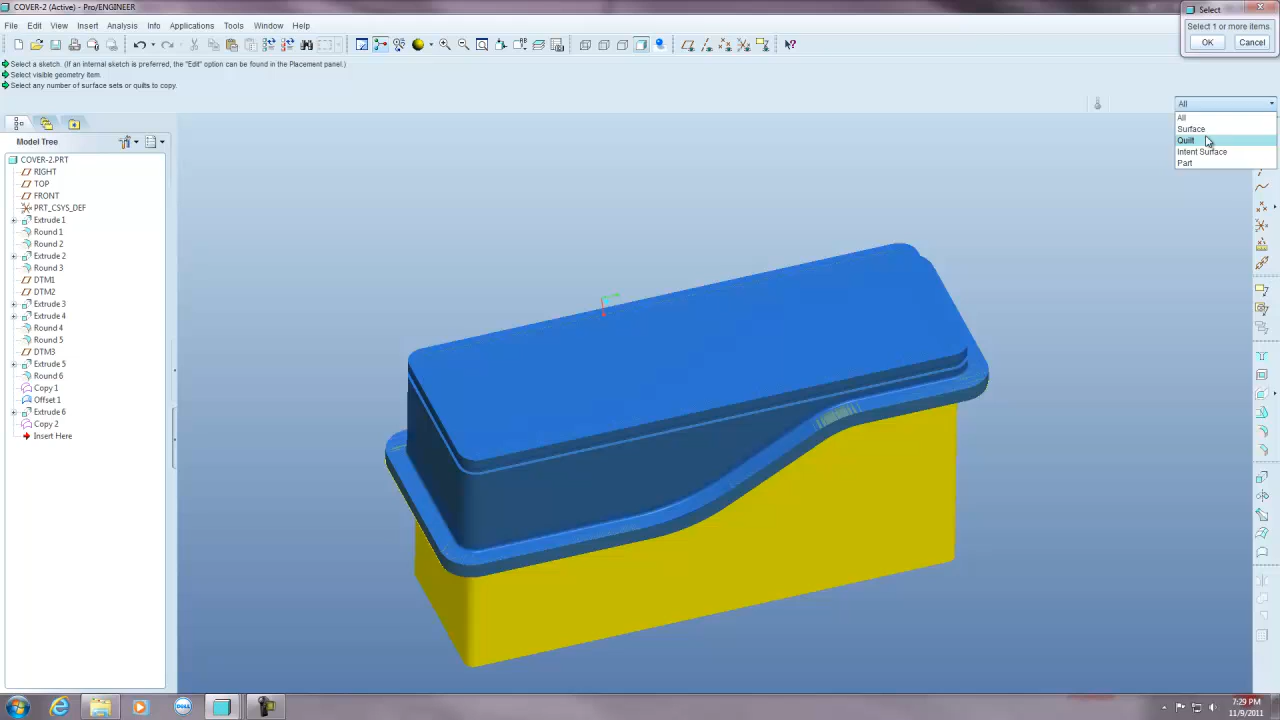 COVER-2 (Active) - Pro/ENGINEER
Select
File Edit View Insert Analysis Info Applications Tools Window Help
Select 1 or more items.
OK Cancel
Select a sketch. (If an internal sketch is preferred, the "Edit" option can be found in the Placement panel.)
Select visible geometry item.
Select any number of surface sets or quilts to copy.
All
All
Surface
Quilt
Intent Surface
Part
Model Tree
COVER-2.PRT
RIGHT
TOP
FRONT
PRT_CSYS_DEF
Extrude 1
Round 1
Round 2
Extrude 2
Round 3
DTM1
DTM2
Extrude 3
Extrude 4
Round 4
Round 5
DTM3
Extrude 5
Round 6
Copy 1
Offset 1
Extrude 6
Copy 2
Insert Here
DELL
7:29 PM
11/9/2011